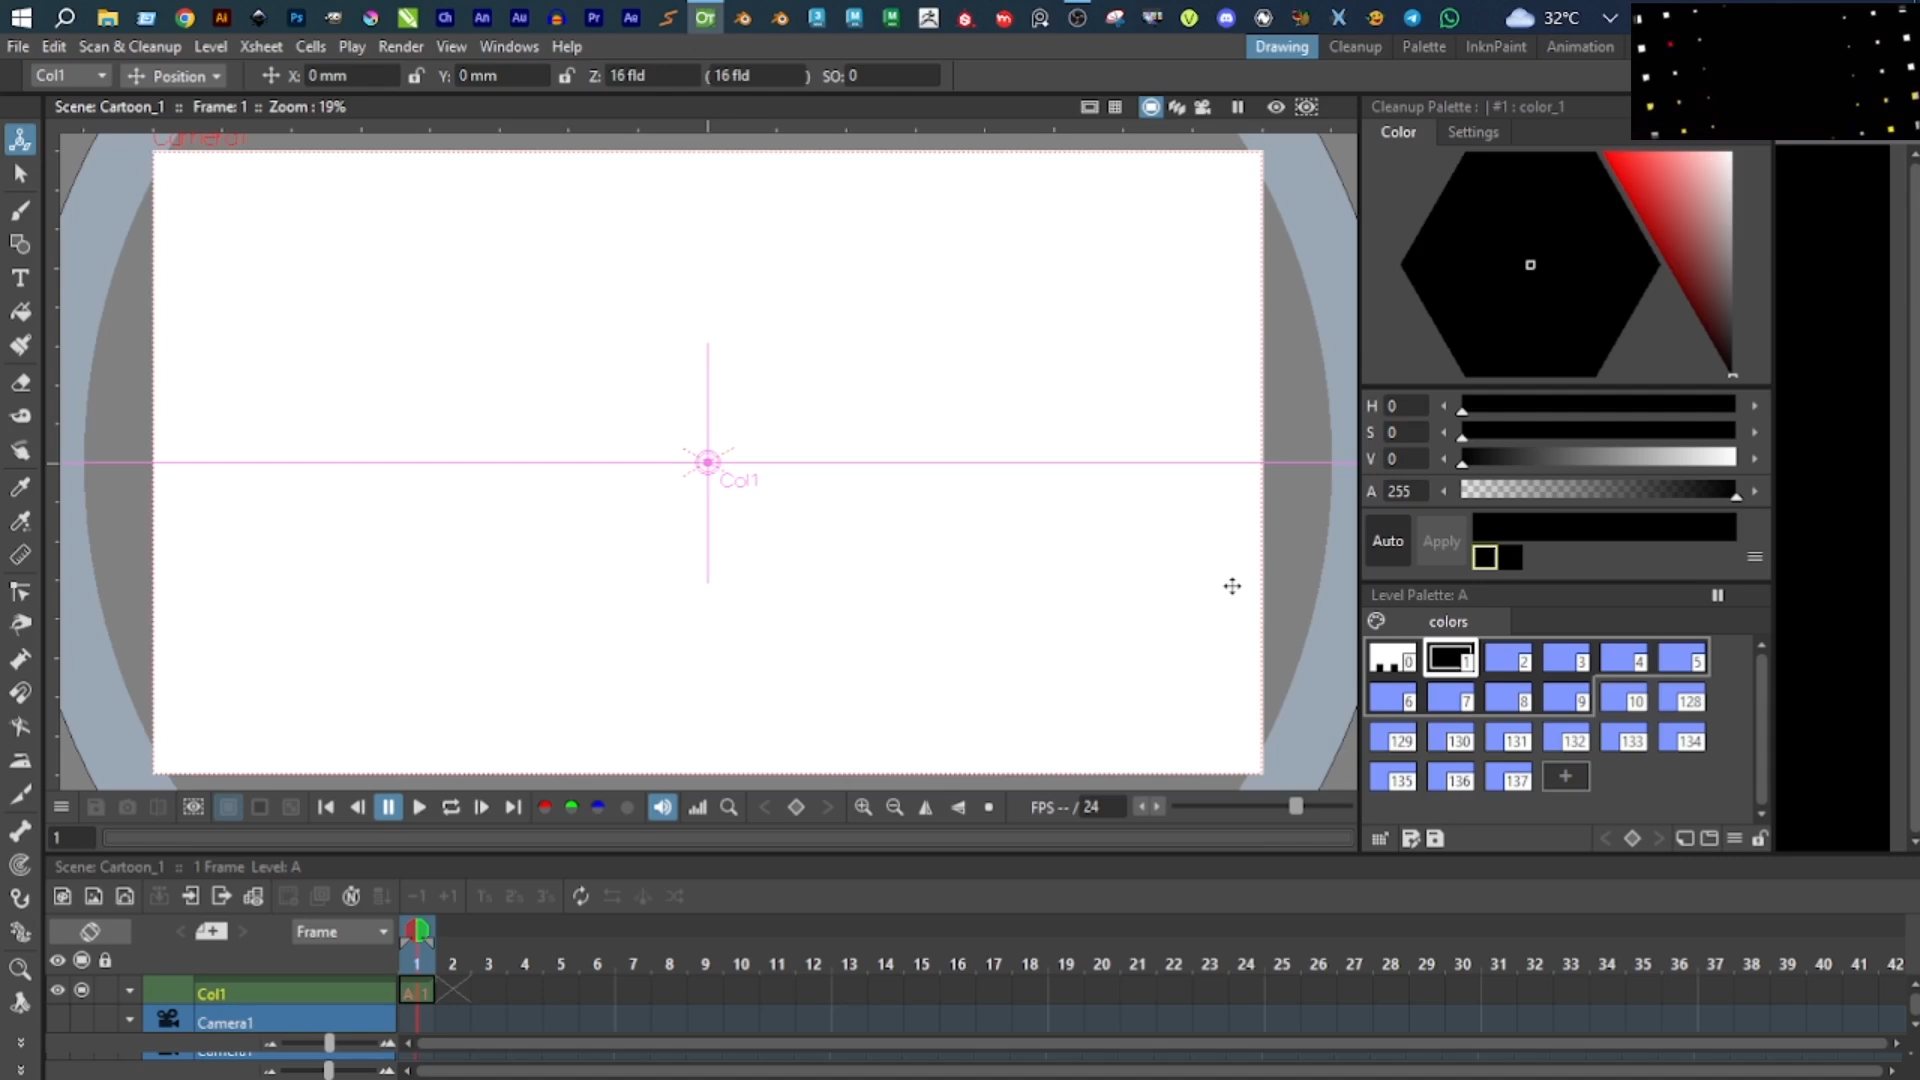 32°C
File Edit Scan & Cleanup Level Xsheet Cells Play Render View Windows Help
Drawing Cleanup Palette InknPaint Animation
Col1 Position X: 0 mm Y: 0 mm Z: 16 fld ( 16 fld ) SO: 0
Scene: Cartoon_1 :: Frame: 1 :: Zoom : 19%
Cleanup Palette : | #1 : color_1
Color Settings
Camera1
Col1
H 0
S 0
V 0
A 255
Auto Apply
Level Palette: A
colors
0 1 2 3 4 5
6 7 8 9 10 128
129 130 131 132 133 134
135 136 137 +
FPS -- / 24
1
Scene: Cartoon_1 :: 1 Frame Level: A
-1 +1 1's 2's 3's
Frame
1 2 3 4 5 6 7 8 9 10 11 12 13 14 15 16 17 18 19 20 21 22 23 24 25 26 27 28 29 30 31 32 33 34 35 36 37 38 39 40 41 42
Col1 A 1
Camera1